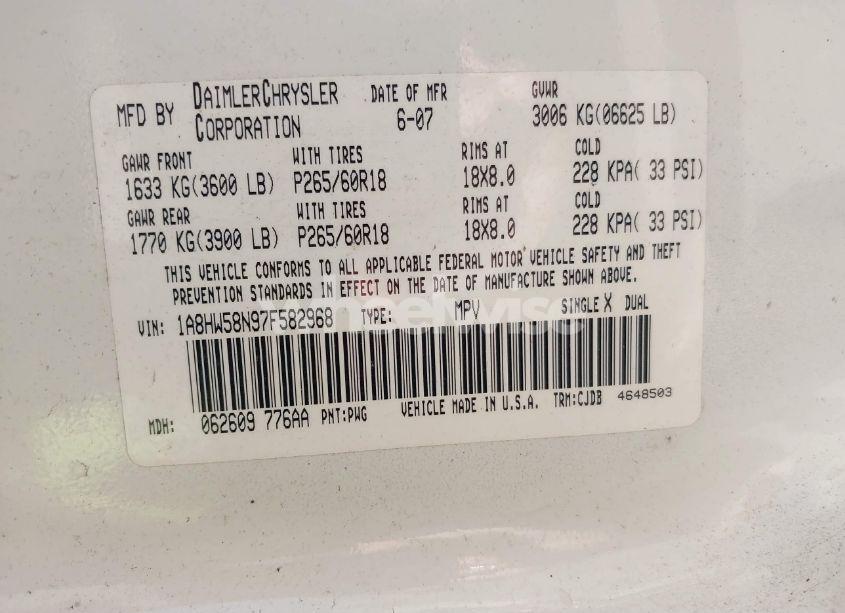 MFD BY DAIMLERCHRYSLER CORPORATION DATE OF MFR 6-07 GVWR 3006 KG(06625 LB)
GAWR FRONT WITH TIRES RIMS AT COLD
1633 KG(3600 LB) P265/60R18 18X8.0 228 KPA( 33 PSI)
GAWR REAR WITH TIRES RIMS AT COLD
1770 KG(3900 LB) P265/60R18 18X8.0 228 KPA( 33 PSI)
THIS VEHICLE CONFORMS TO ALL APPLICABLE FEDERAL MOTOR VEHICLE SAFETY AND THEFT
PREVENTION STANDARDS IN EFFECT ON THE DATE OF MANUFACTURE SHOWN ABOVE.
VIN: 1A8HW58N97F582968 TYPE: MPV SINGLE X DUAL
MDH: 062609 776AA PNT:PWG VEHICLE MADE IN U.S.A. TRM:CJDB 4648503